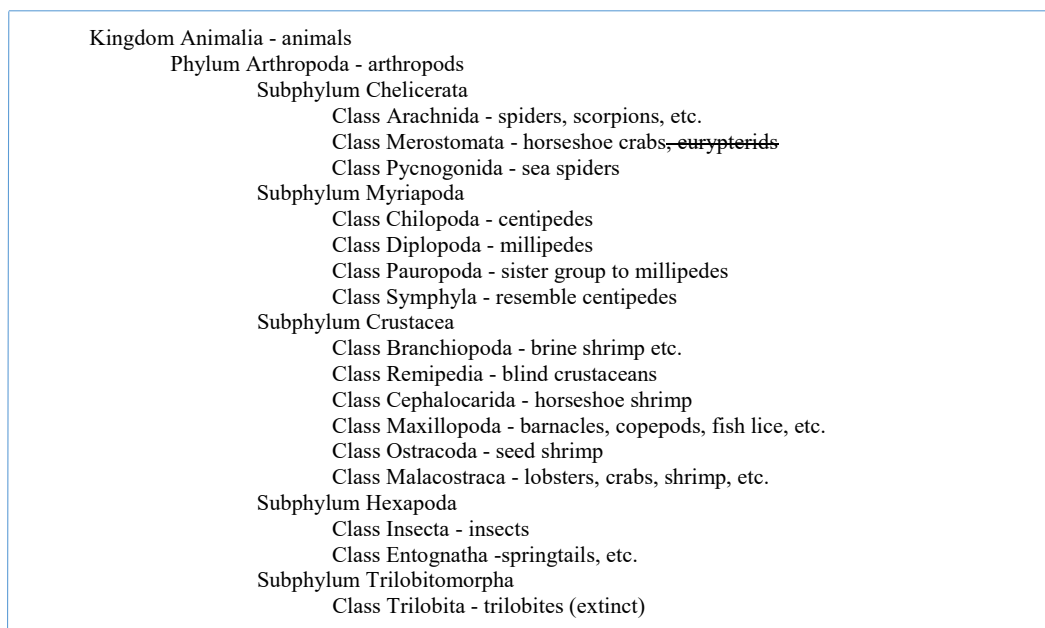 Kingdom Animalia - animals
Phylum Arthropoda - arthropods
Subphylum Chelicerata
Class Arachnida - spiders, scorpions, etc.
Class Merostomata - horseshoe crabs, eurypterids
Class Pycnogonida - sea spiders
Subphylum Myriapoda
Class Chilopoda - centipedes
Class Diplopoda - millipedes
Class Pauropoda - sister group to millipedes
Class Symphyla - resemble centipedes
Subphylum Crustacea
Class Branchiopoda - brine shrimp etc.
Class Remipedia - blind crustaceans
Class Cephalocarida - horseshoe shrimp
Class Maxillopoda - barnacles, copepods, fish lice, etc.
Class Ostracoda - seed shrimp
Class Malacostraca - lobsters, crabs, shrimp, etc.
Subphylum Hexapoda
Class Insecta - insects
Class Entognatha -springtails, etc.
Subphylum Trilobitomorpha
Class Trilobita - trilobites (extinct)